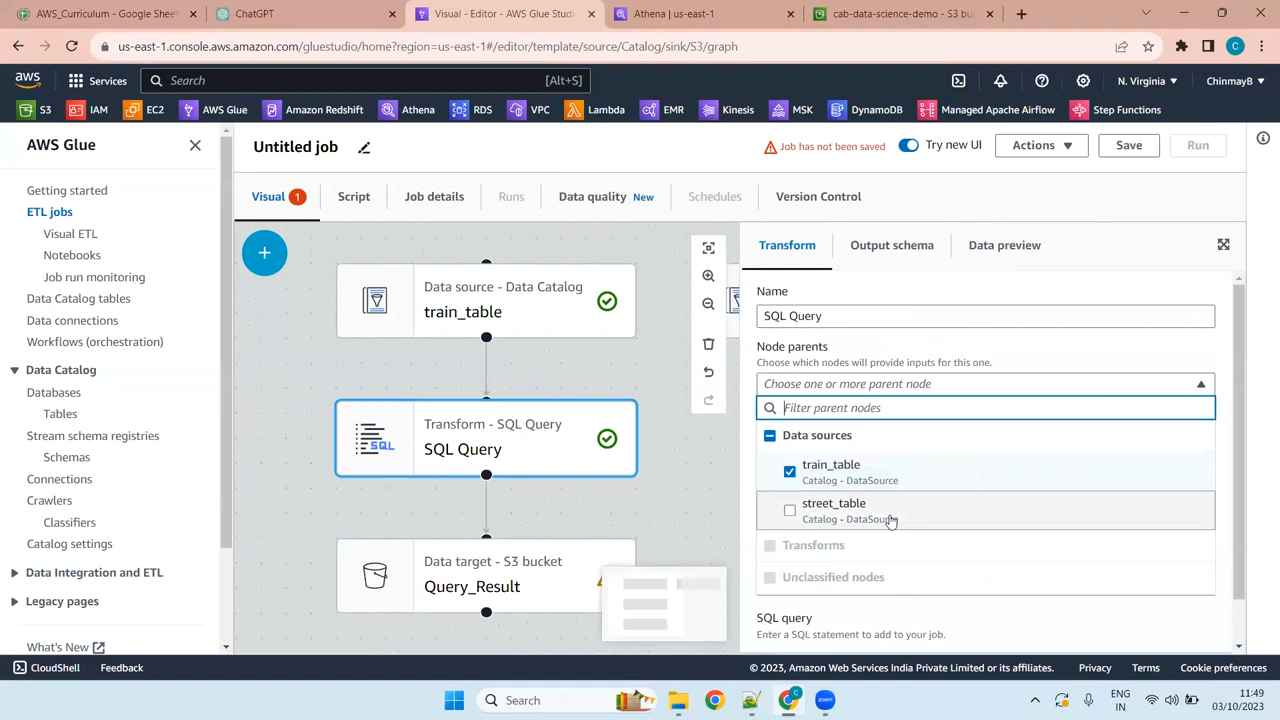 AWS_Curriculum - Google Sheet
ChatGPT
Visual - Editor - AWS Glue Studi
Athena | us-east-1
cab-data-science-demo - S3 bu
us-east-1.console.aws.amazon.com/gluestudio/home?region=us-east-1#/editor/template/source/Catalog/sink/S3/graph
C
aws
Services
Search
[Alt+S]
N. Virginia
ChinmayB
S3
IAM
EC2
AWS Glue
Amazon Redshift
Athena
RDS
VPC
Lambda
EMR
Kinesis
MSK
DynamoDB
Managed Apache Airflow
Step Functions
AWS Glue
Getting started
ETL jobs
Visual ETL
Notebooks
Job run monitoring
Data Catalog tables
Data connections
Workflows (orchestration)
Data Catalog
Databases
Tables
Stream schema registries
Schemas
Connections
Crawlers
Classifiers
Catalog settings
Data Integration and ETL
Legacy pages
What's New
Untitled job
Job has not been saved
Try new UI
Actions
Save
Run
Visual 1
Script
Job details
Runs
Data quality New
Schedules
Version Control
Data source - Data Catalog
train_table
SQL
Transform - SQL Query
SQL Query
Data target - S3 bucket
Query_Result
Transform
Output schema
Data preview
Name
SQL Query
Node parents
Choose which nodes will provide inputs for this one.
Choose one or more parent node
Filter parent nodes
Data sources
train_table
Catalog - DataSource
street_table
Catalog - DataSource
Transforms
Unclassified nodes
SQL query
Enter a SQL statement to add to your job.
CloudShell
Feedback
© 2023, Amazon Web Services India Private Limited or its affiliates.
Privacy
Terms
Cookie preferences
Search
C
zoom
ENG
IN
11:49
03/10/2023